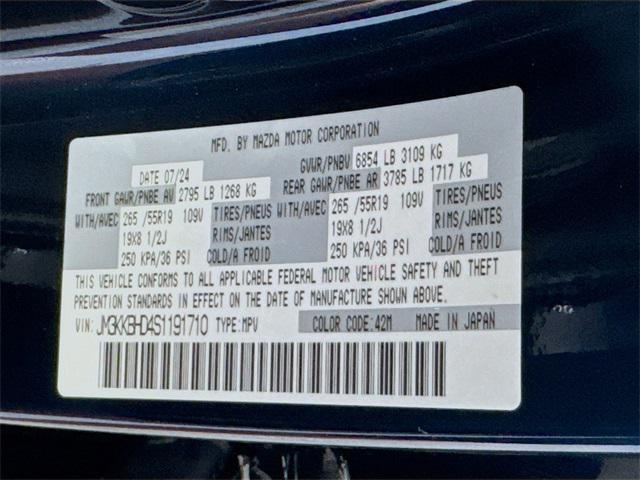 MFD. BY MAZDA MOTOR CORPORATION
DATE 07/24 GVWR/PNBV 6854 LB 3109 KG
FRONT GAWR/PNBE AV 2795 LB 1268 KG REAR GAWR/PNBE AR 3785 LB 1717 KG
WITH/AVEC 265 /55R19 109V TIRES/PNEUS WITH/AVEC 265 /55R19 109V TIRES/PNEUS
19X8 1/2J RIMS/JANTES 19X8 1/2J RIMS/JANTES
250 KPA/36 PSI COLD/A FROID 250 KPA/36 PSI COLD/A FROID
THIS VEHICLE CONFORMS TO ALL APPLICABLE FEDERAL MOTOR VEHICLE SAFETY AND THEFT
PREVENTION STANDARDS IN EFFECT ON THE DATE OF MANUFACTURE SHOWN ABOVE.
VIN: JM3KKBHD4S1191710 TYPE:MPV COLOR CODE:42M MADE IN JAPAN